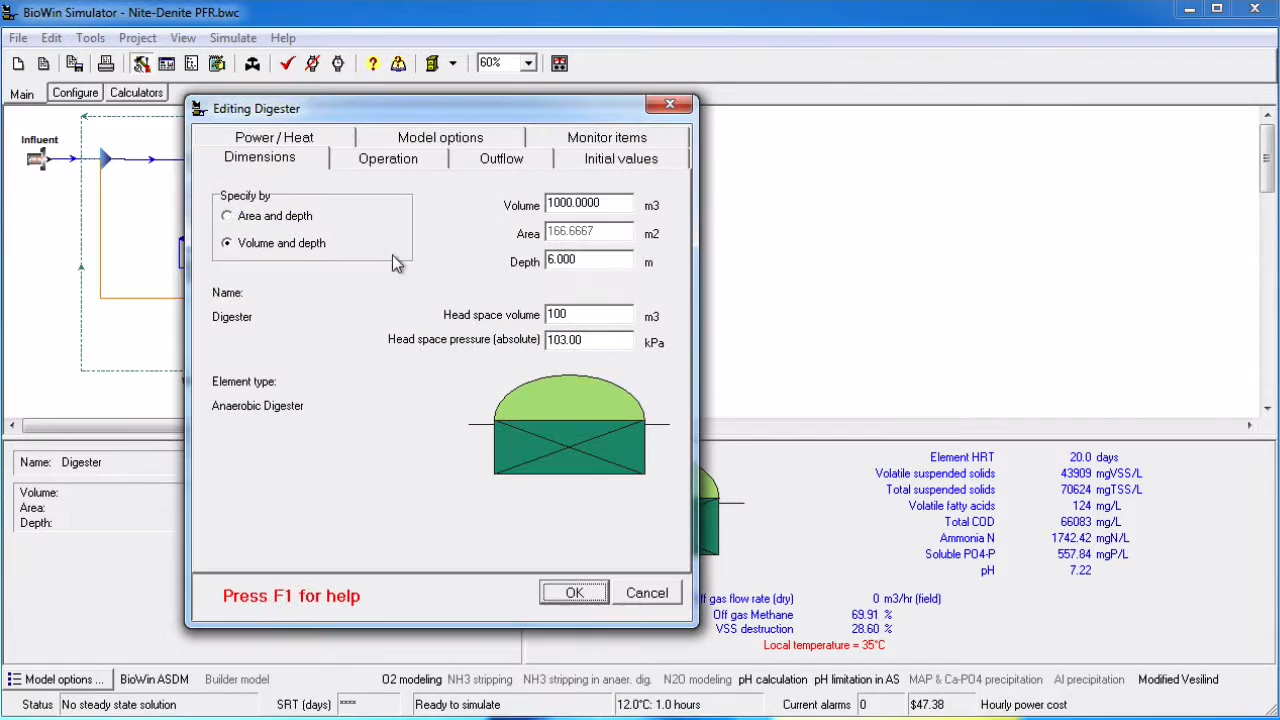 BioWin Simulator - Nite-Denite PFR.bwc
File Edit Tools Project View Simulate Help
60%
Main Configure Calculators
Influent
Editing Digester
Power / Heat Model options Monitor items
Dimensions Operation Outflow Initial values
Specify by
Area and depth
Volume and depth
Volume 1000.0000 m3
Area 166.6667 m2
Depth 6.000 m
Name:
Digester
Head space volume 100 m3
Head space pressure (absolute) 103.00 kPa
Element type:
Anaerobic Digester
Press F1 for help
OK Cancel
Name: Digester
Volume:
Area:
Depth:
Element HRT 20.0 days
Volatile suspended solids 43909 mgVSS/L
Total suspended solids 70624 mgTSS/L
Volatile fatty acids 124 mg/L
Total COD 66083 mg/L
Ammonia N 1742.42 mgN/L
Soluble PO4-P 557.84 mgP/L
pH 7.22
ff gas flow rate (dry) 0 m3/hr (field)
Off gas Methane 69.91 %
VSS destruction 28.60 %
Local temperature = 35°C
Model options ... BioWin ASDM Builder model O2 modeling NH3 stripping NH3 stripping in anaer. dig. N2O modeling pH calculation pH limitation in AS MAP & Ca-PO4 precipitation Al precipitation Modified Vesilind
Status No steady state solution SRT (days) **** Ready to simulate 12.0°C: 1.0 hours Current alarms 0 $47.38 Hourly power cost